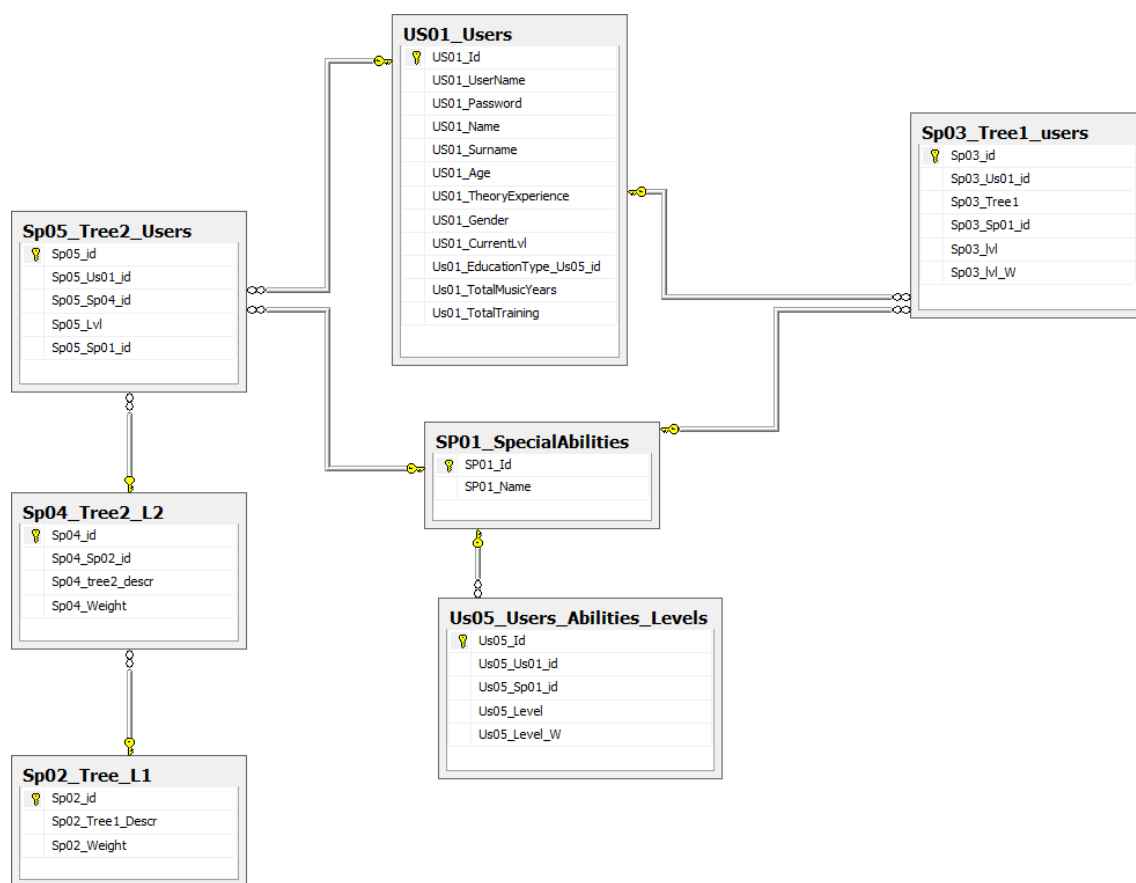 US01_Users
US01_Id
US01_UserName
US01_Password
US01_Name
US01_Surname
US01_Age
US01_TheoryExperience
US01_Gender
US01_CurrentLvl
Us01_EducationType_Us05_id
Us01_TotalMusicYears
Us01_TotalTraining
Sp03_Tree1_users
Sp03_id
Sp03_Us01_id
Sp03_Tree1
Sp03_Sp01_id
Sp03_lvl
Sp03_lvl_W
Sp05_Tree2_Users
Sp05_id
Sp05_Us01_id
Sp05_Sp04_id
Sp05_Lvl
Sp05_Sp01_id
SP01_SpecialAbilities
SP01_Id
SP01_Name
Sp04_Tree2_L2
Sp04_id
Sp04_Sp02_id
Sp04_tree2_descr
Sp04_Weight
Us05_Users_Abilities_Levels
Us05_Id
Us05_Us01_id
Us05_Sp01_id
Us05_Level
Us05_Level_W
Sp02_Tree_L1
Sp02_id
Sp02_Tree1_Descr
Sp02_Weight